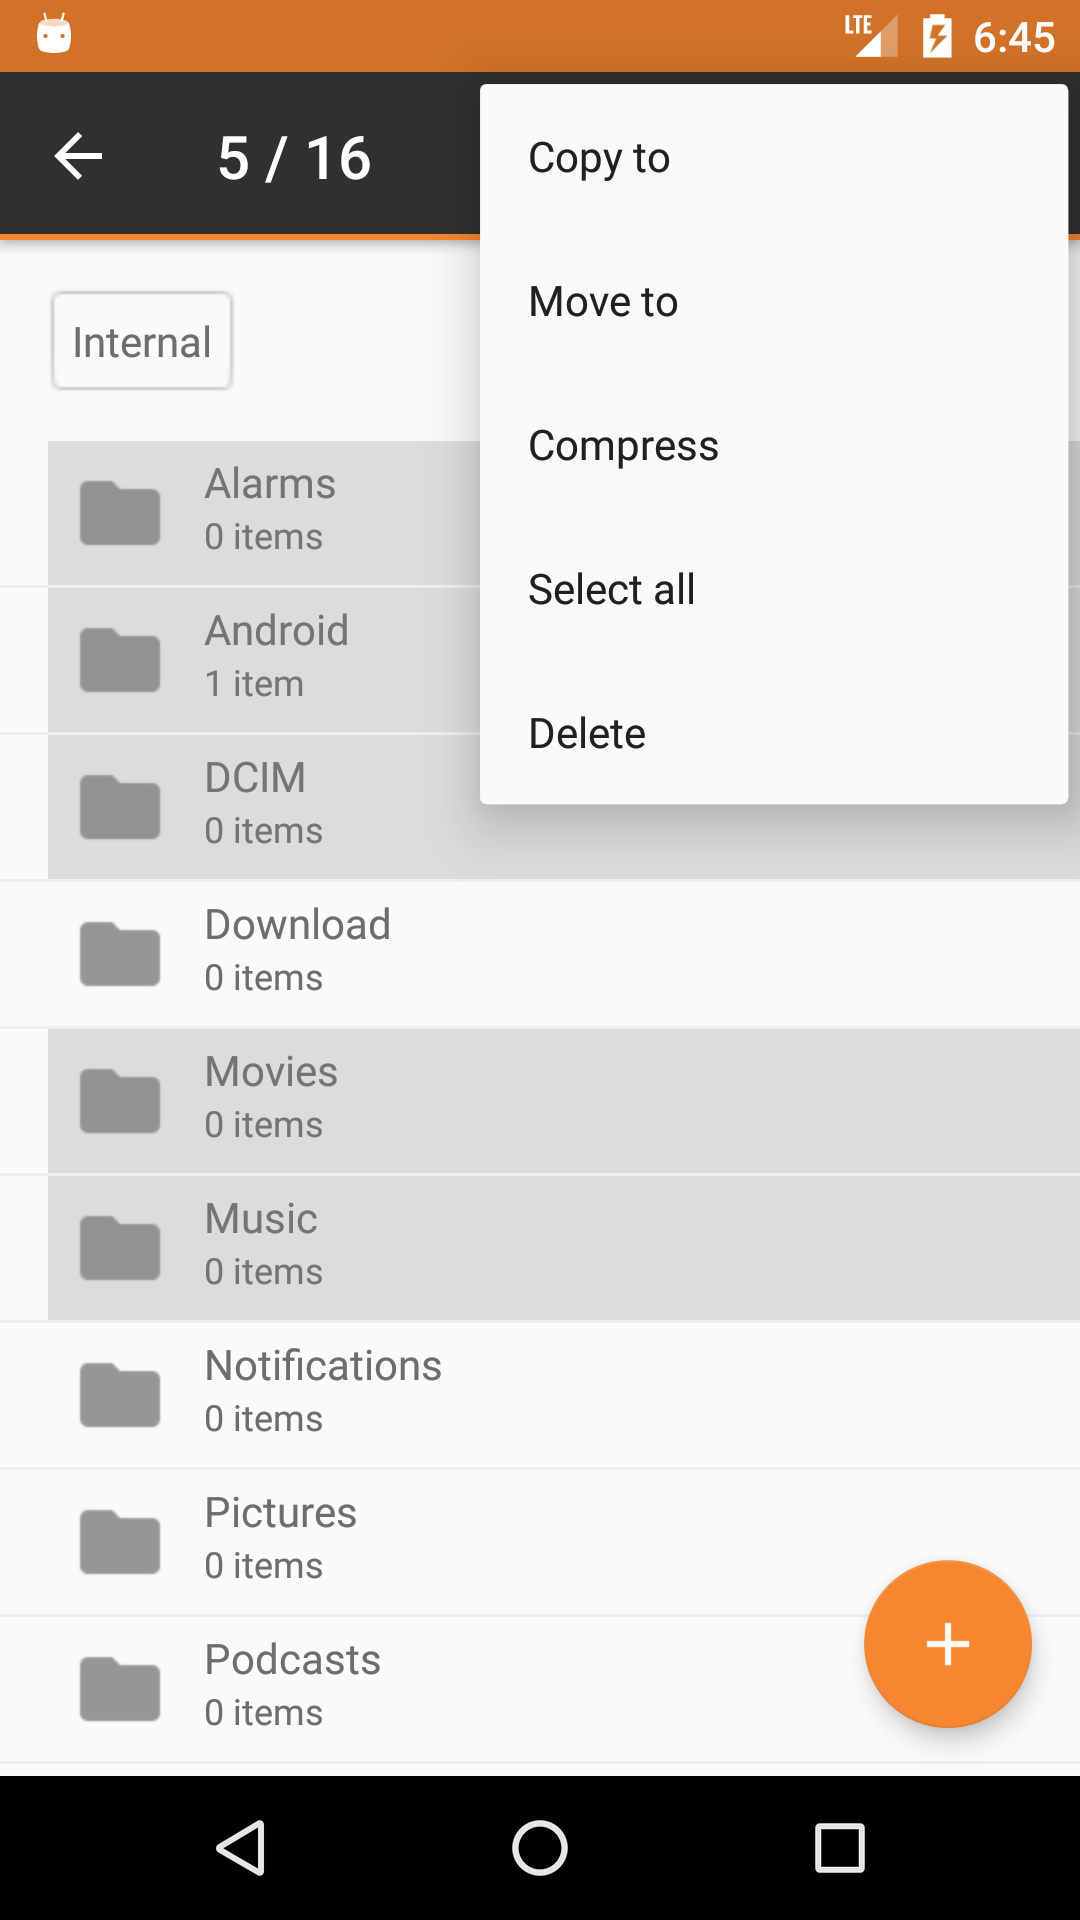 LTE 6:45
5 / 16
Copy to
Move to
Compress
Select all
Delete
Internal
Alarms
0 items
Android
1 item
DCIM
0 items
Download
0 items
Movies
0 items
Music
0 items
Notifications
0 items
Pictures
0 items
Podcasts
0 items